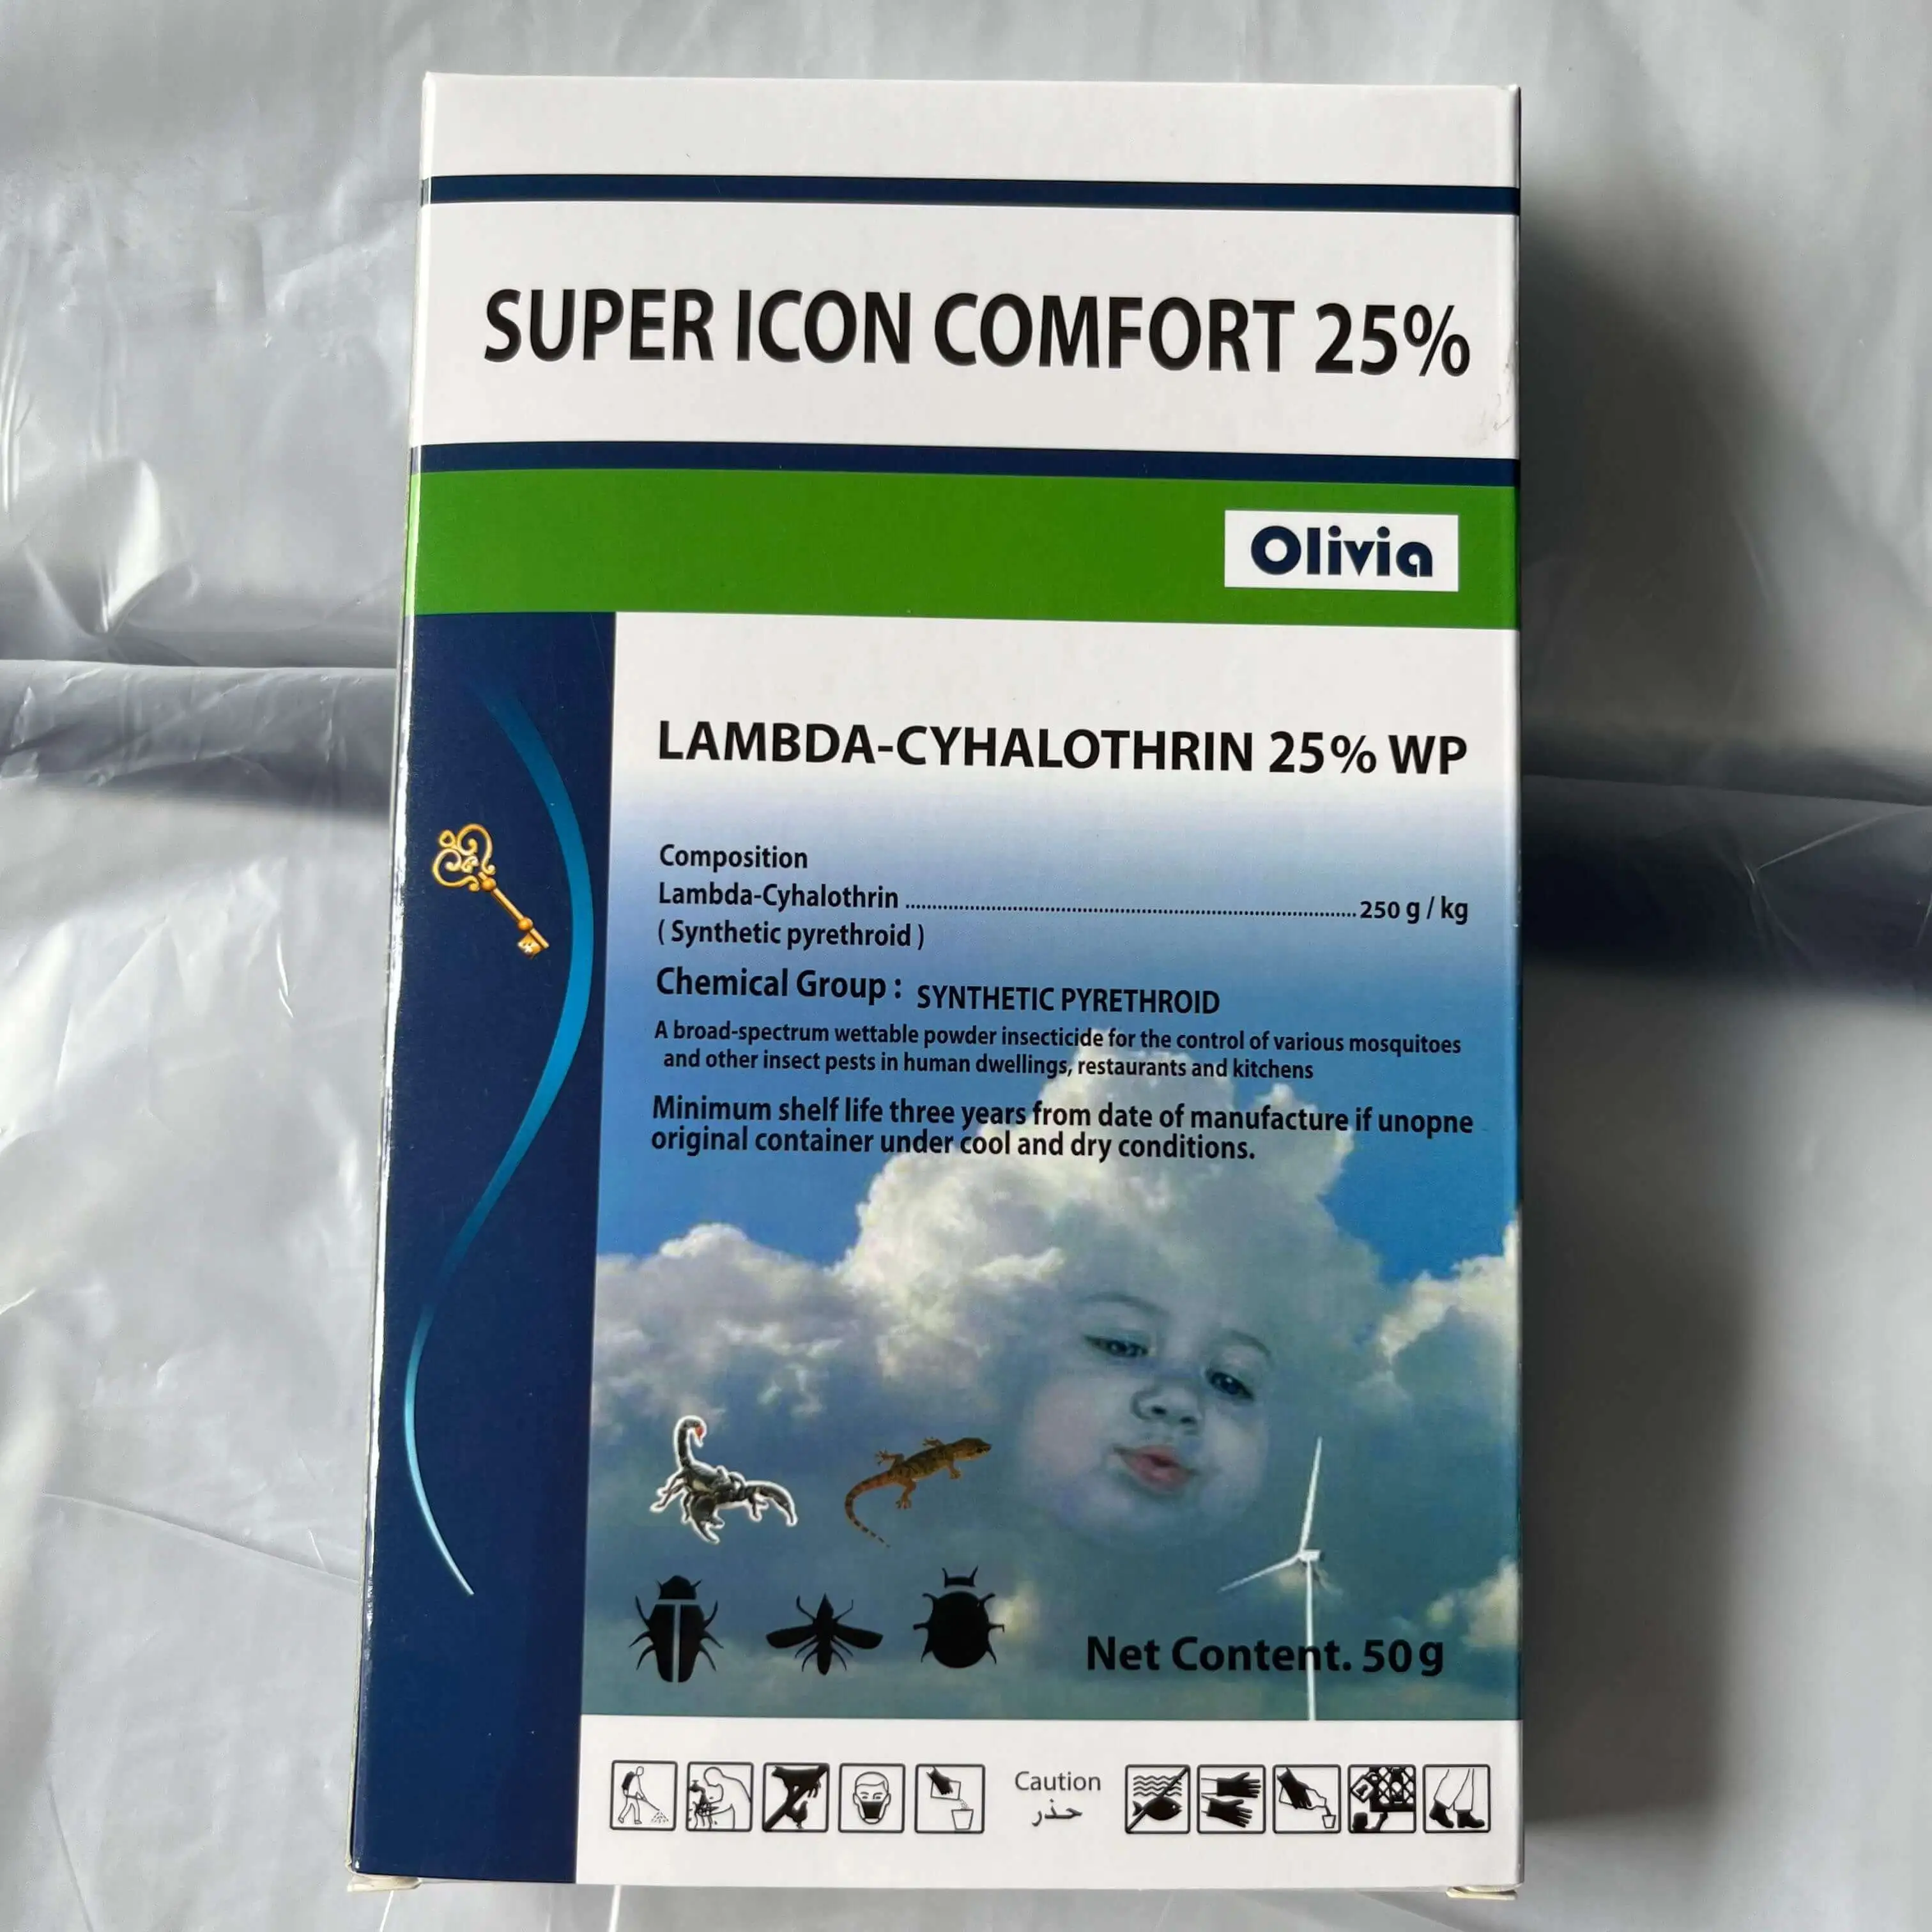 SUPER ICON COMFORT 25%
Olivia
LAMBDA-CYHALOTHRIN 25% WP
Composition
Lambda-Cyhalothrin ........................................................................................ 250 g / kg
( Synthetic pyrethroid )
Chemical Group : SYNTHETIC PYRETHROID
A broad-spectrum wettable powder insecticide for the control of various mosquitoes
and other insect pests in human dwellings, restaurants and kitchens
Minimum shelf life three years from date of manufacture if unopne
original container under cool and dry conditions.
Net Content. 50 g
Caution
حذر